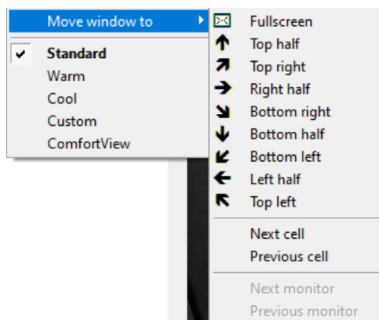 Move window to
Standard
Warm
Cool
Custom
ComfortView
Fullscreen
Top half
Top right
Right half
Bottom right
Bottom half
Bottom left
Left half
Top left
Next cell
Previous cell
Next monitor
Previous monitor